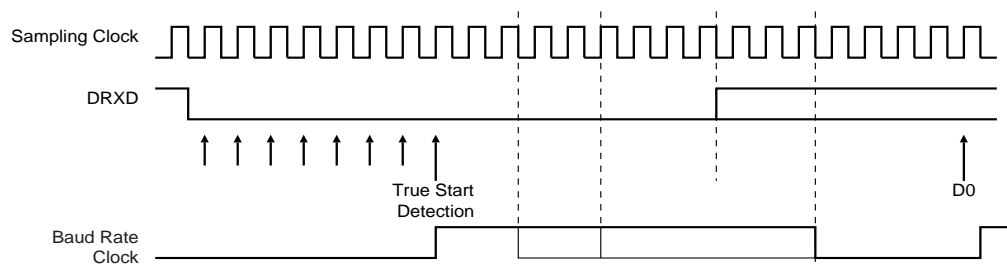 Sampling Clock
DRXD
True Start
Detection
D0
Baud Rate
Clock